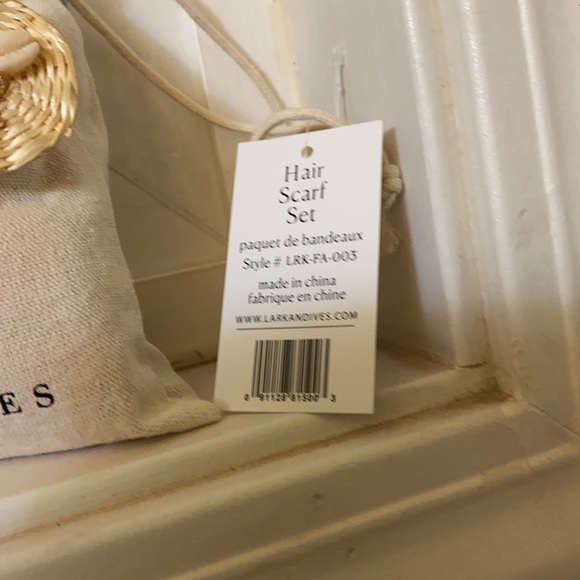 Hair
Scarf
Set
paquet de bandeaux
Style # LRK-FA-003
made in china
fabrique en chine
WWW.LARKANDIVES.COM
0 91128 81500 3
ES